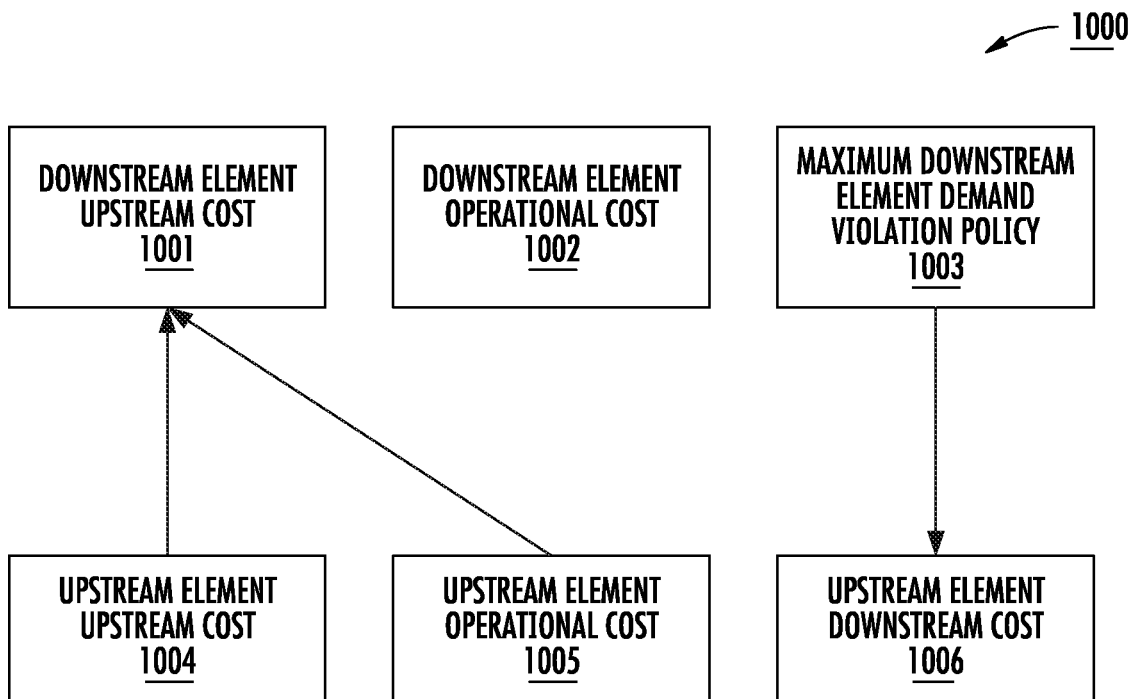 1000
DOWNSTREAM ELEMENT
UPSTREAM COST
1001
DOWNSTREAM ELEMENT
OPERATIONAL COST
1002
MAXIMUM DOWNSTREAM
ELEMENT DEMAND
VIOLATION POLICY
1003
UPSTREAM ELEMENT
UPSTREAM COST
1004
UPSTREAM ELEMENT
OPERATIONAL COST
1005
UPSTREAM ELEMENT
DOWNSTREAM COST
1006